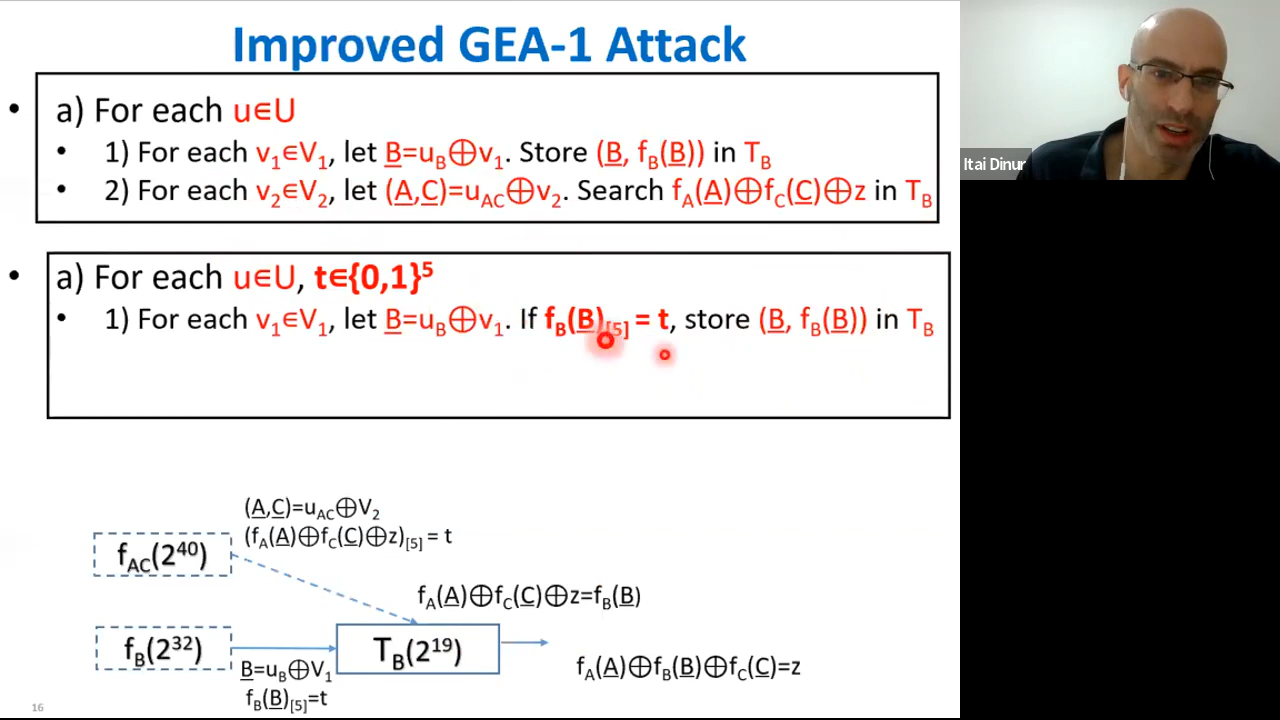 Improved GEA-1 Attack
• a) For each u∈U
• 1) For each v₁∈V₁, let B=u_B⊕v₁. Store (B, f_B(B)) in T_B
• 2) For each v₂∈V₂, let (A,C)=u_AC⊕v₂. Search f_A(A)⊕f_C(C)⊕z in T_B
• a) For each u∈U, t∈{0,1}⁵
• 1) For each v₁∈V₁, let B=u_B⊕v₁. If f_B(B)_[5] = t, store (B, f_B(B)) in T_B
(A,C)=u_AC⊕V₂
(f_A(A)⊕f_C(C)⊕z)_[5] = t
f_AC(2⁴⁰)
f_A(A)⊕f_C(C)⊕z=f_B(B)
f_B(2³²)
T_B(2¹⁹)
B=u_B⊕V₁
f_B(B)_[5]=t
f_A(A)⊕f_B(B)⊕f_C(C)=z
16
Itai Dinur